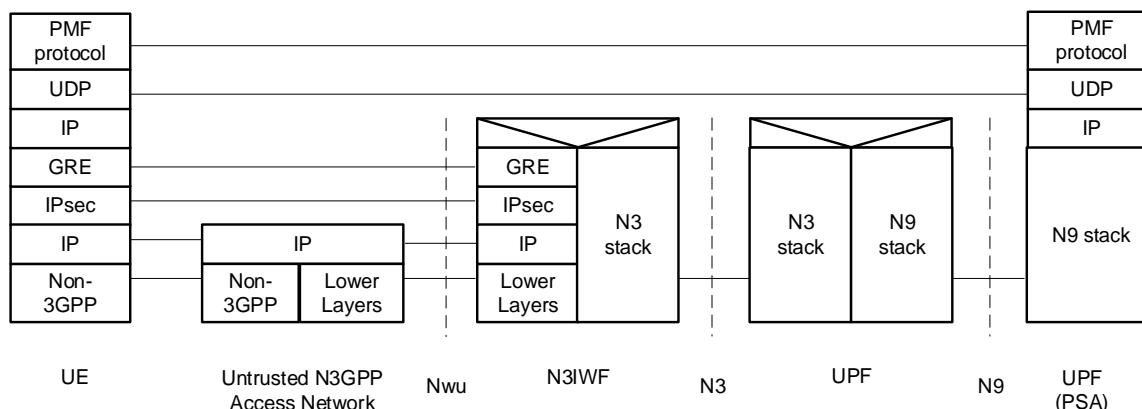 PMF
protocol
UDP
IP
GRE
IPsec
IP
Non-
3GPP
UE
IP
Non-
3GPP
Lower
Layers
Untrusted N3GPP
Access Network
Nwu
GRE
IPsec
IP
Lower
Layers
N3
stack
N3IWF
N3
N3
stack
N9
stack
UPF
N9
PMF
protocol
UDP
IP
N9 stack
UPF
(PSA)